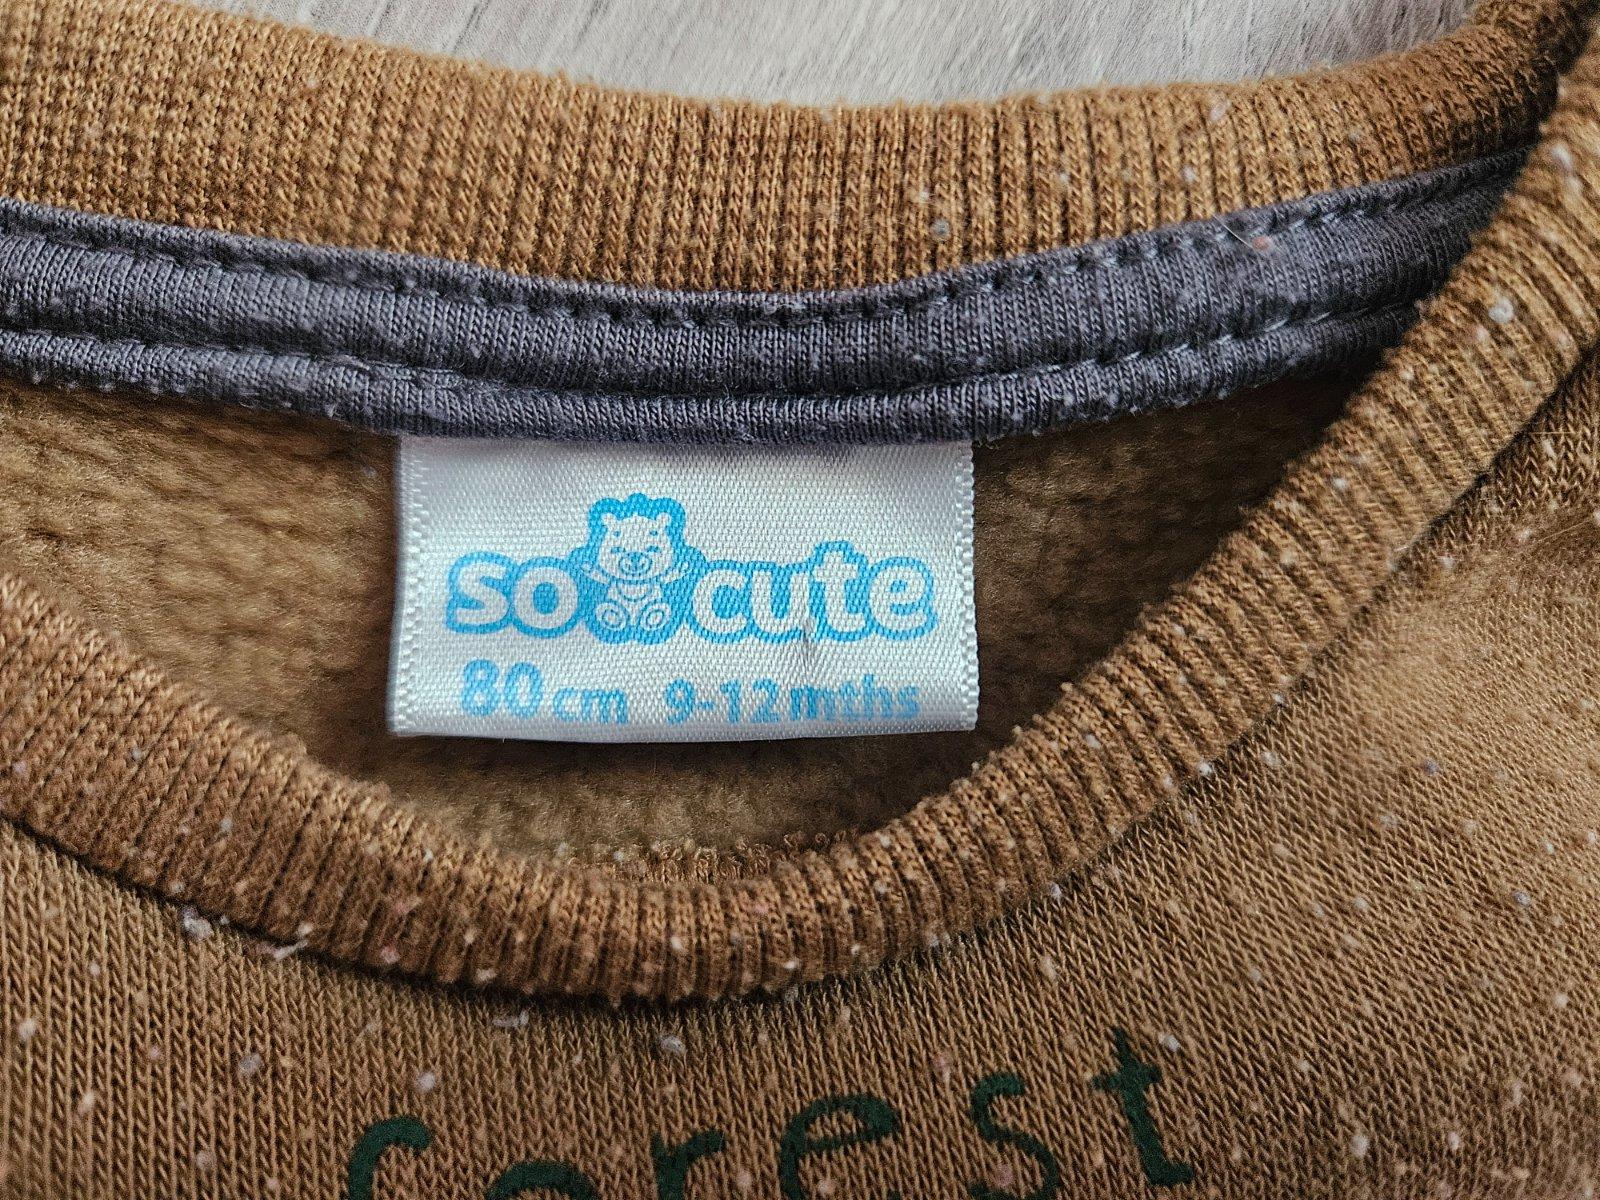 so cute
80 cm 9-12 mths
forest